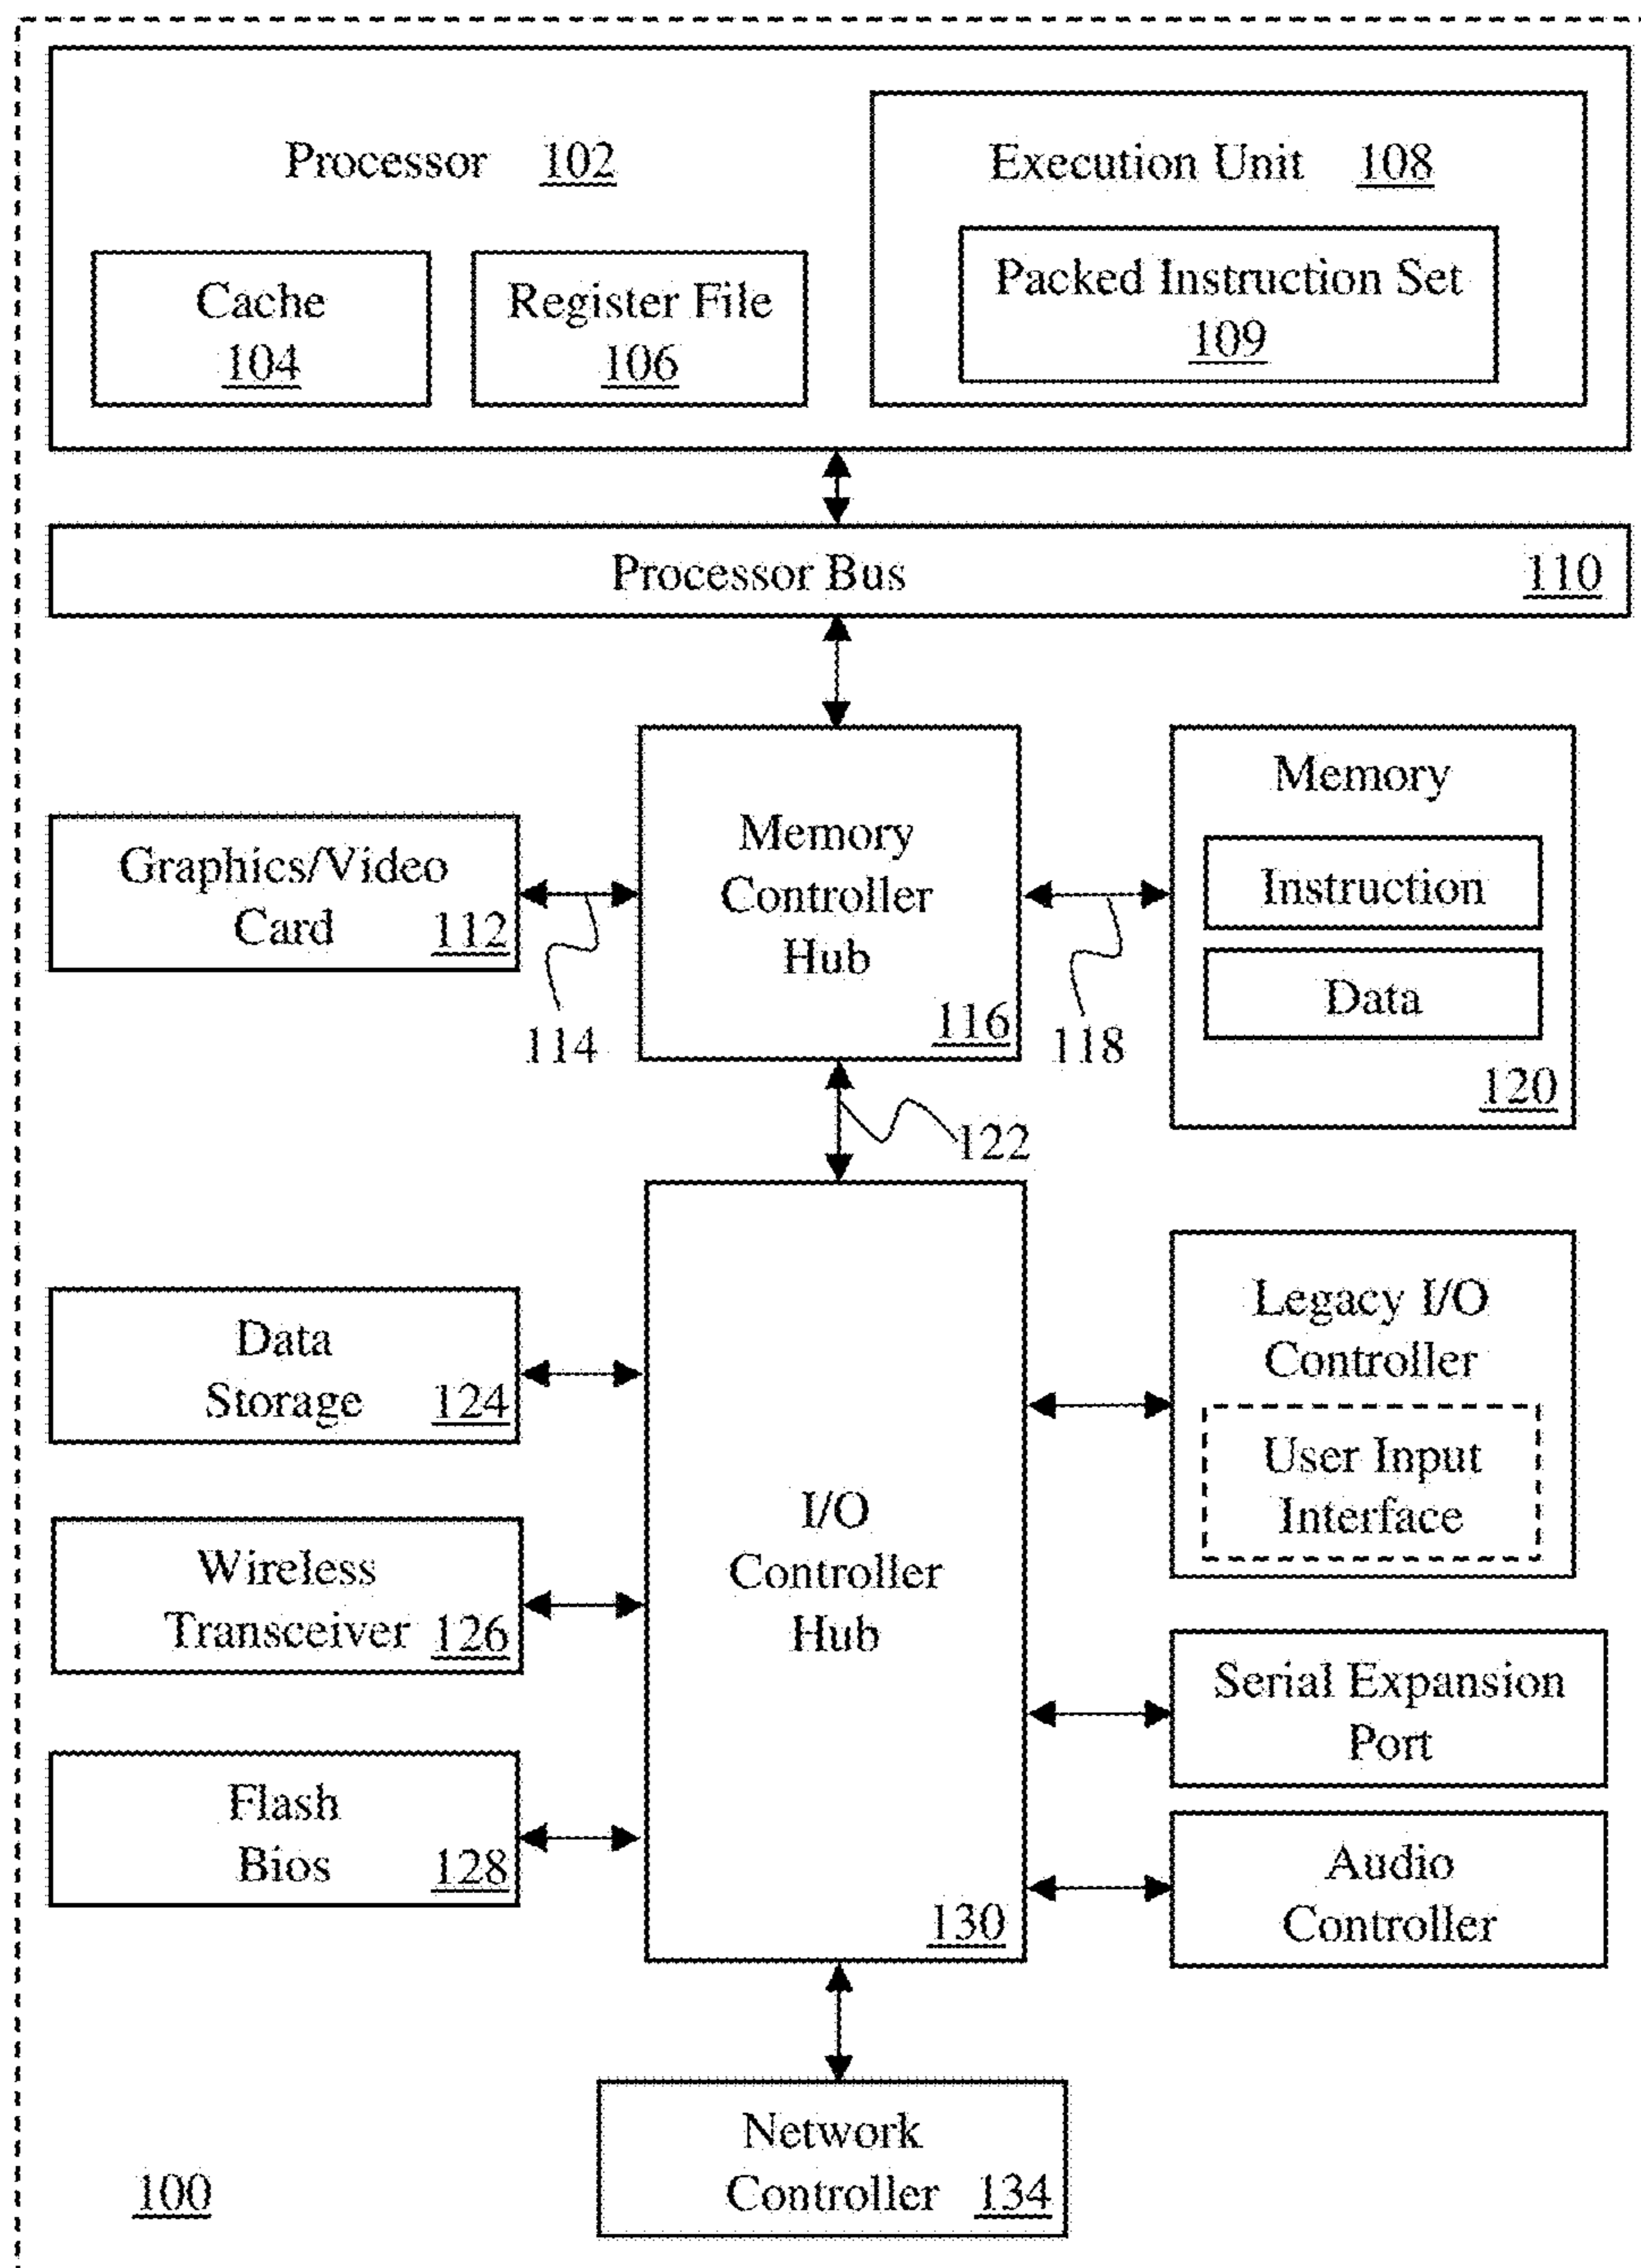 Processor 102
Execution Unit 108
Cache
104
Register File
106
Packed Instruction Set
109
Processor Bus 110
Graphics/Video
Card 112
114
Memory
Controller
Hub
116
118
Memory
Instruction
Data
120
122
Data
Storage 124
Wireless
Transceiver 126
Flash
Bios 128
I/O
Controller
Hub
130
Legacy I/O
Controller
User Input
Interface
Serial Expansion
Port
Audio
Controller
Network
Controller 134
100